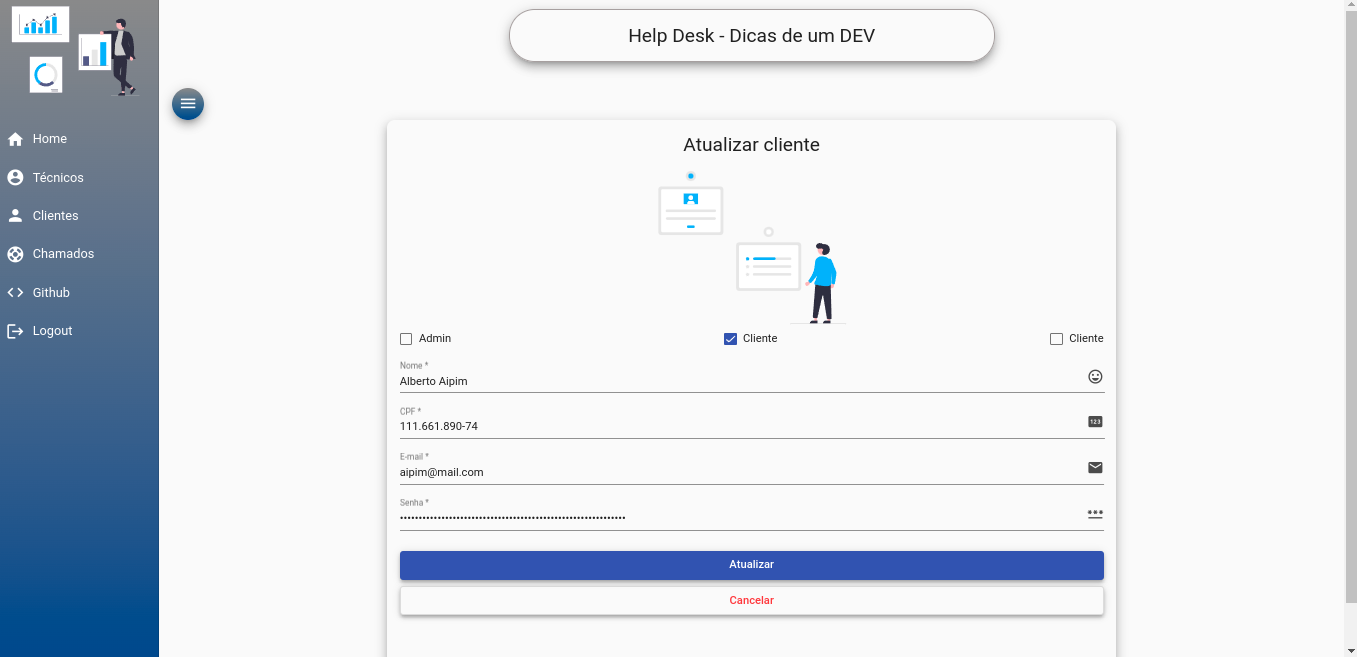 Help Desk - Dicas de um DEV
Home
Técnicos
Clientes
Chamados
Github
Logout
Atualizar cliente
Admin
Cliente
Cliente
Nome *
Alberto Aipim
CPF *
111.661.890-74
123
E-mail *
aipim@mail.com
Senha *
••••••••••••••••••••••••••••••••••••••••••••••••••••••••••••
Atualizar
Cancelar